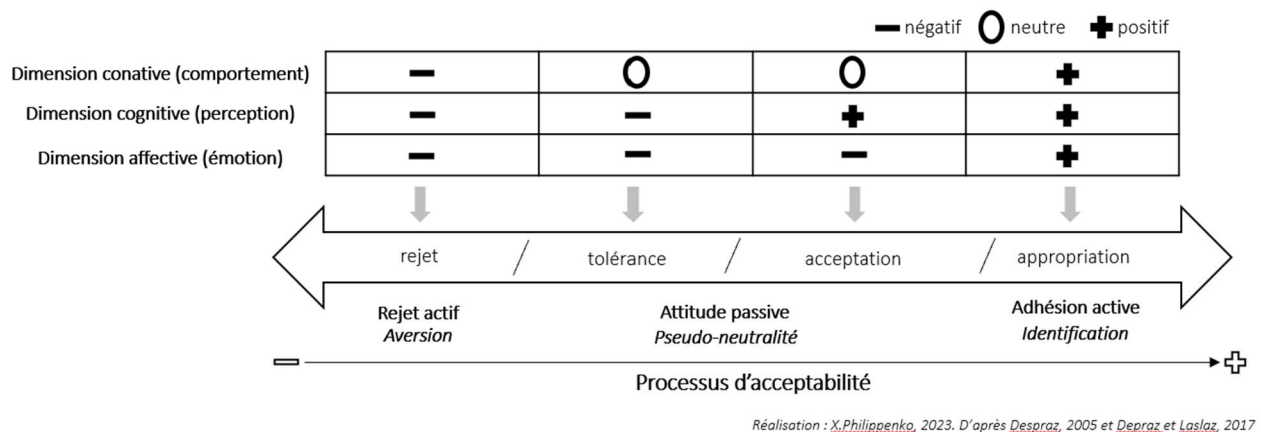 négatif neutre positif
Dimension conative (comportement)
Dimension cognitive (perception)
Dimension affective (émotion)
rejet / tolérance / acceptation / appropriation
Rejet actif Attitude passive Adhésion active
Aversion Pseudo-neutralité Identification
Processus d’acceptabilité
Réalisation : X.Philippenko, 2023. D’après Despraz, 2005 et Depraz et Laslaz, 2017